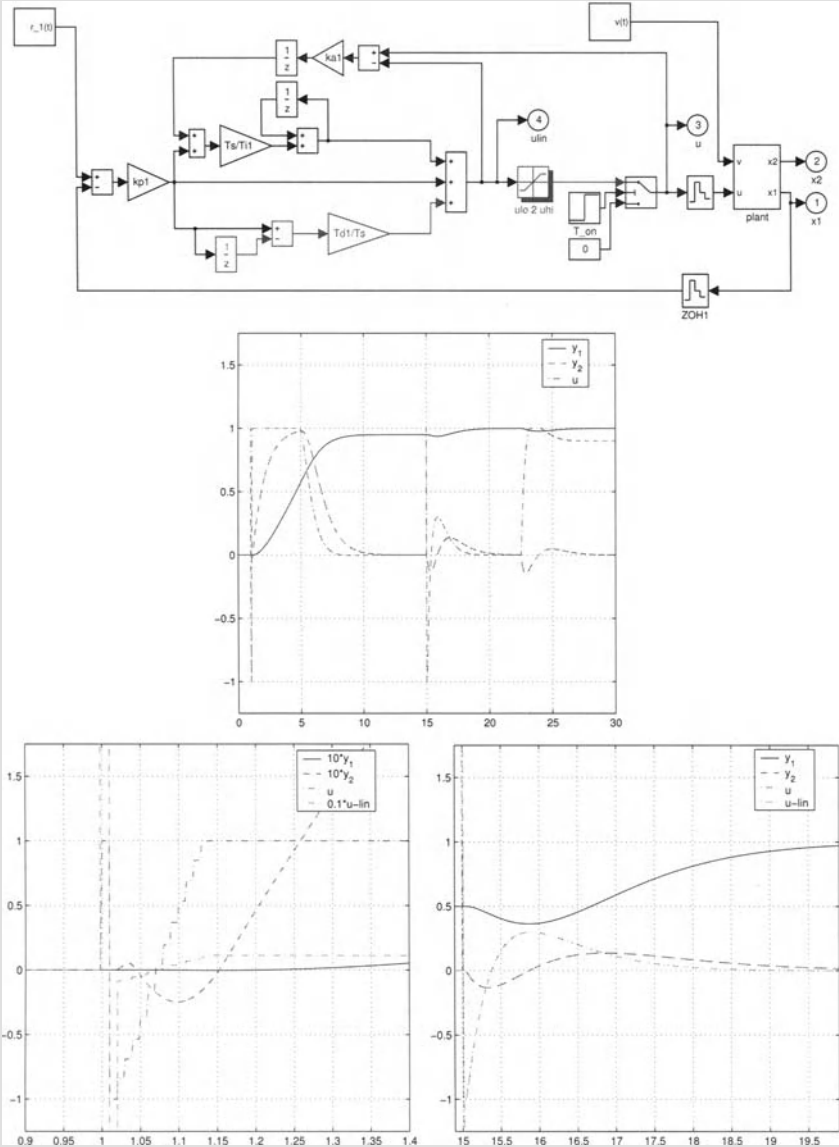 r_1(t)
v(t)
1
z
ka1
+
−
1
z
4
ulin
3
u
+
+
Ts/Ti1
+
+
+
−
kp1
+
+
+
ulo 2 uhi
T_on
0
v
u
x2
x1
plant
2
x2
1
x1
1
z
+
−
Td1/Ts
ZOH1
y1
y2
u
1.5
1
0.5
0
−0.5
−1
0 5 10 15 20 25 30
10*y1
10*y2
u
0.1*u−lin
1.5
1
0.5
0
−0.5
−1
0.9 0.95 1 1.05 1.1 1.15 1.2 1.25 1.3 1.35 1.4
y1
y2
u
u−lin
1.5
1
0.5
0
−0.5
−1
15 15.5 16 16.5 17 17.5 18 18.5 19 19.5